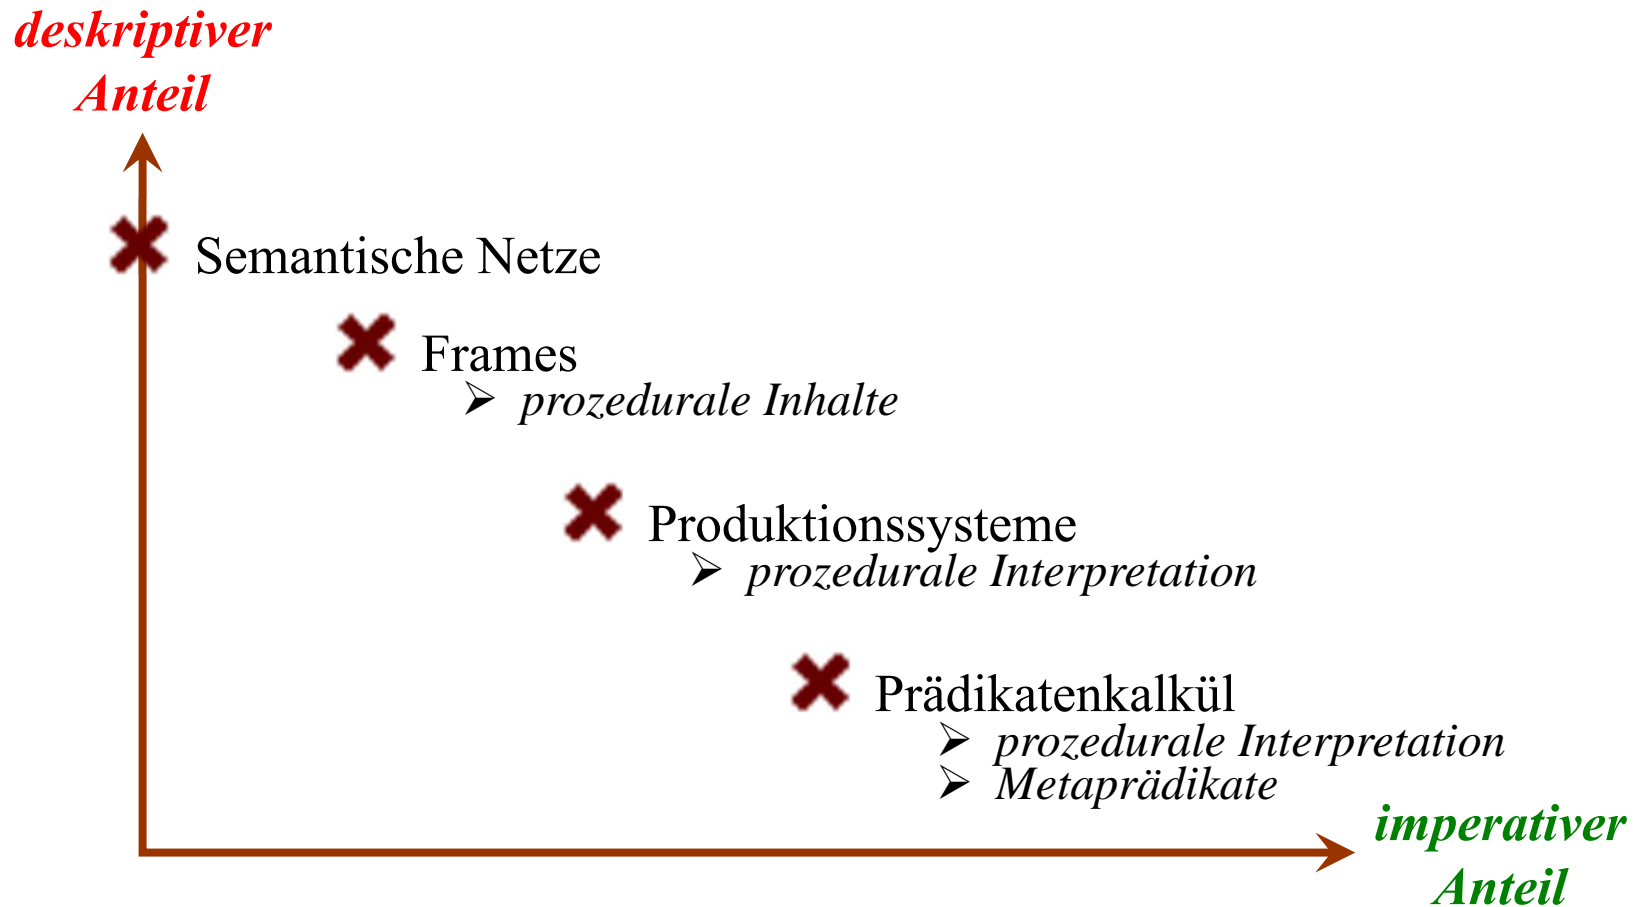 deskriptiver
Anteil
Semantische Netze
Frames
➢ prozedurale Inhalte
Produktionssysteme
➢ prozedurale Interpretation
Prädikatenkalkül
➢ prozedurale Interpretation
➢ Metaprädikate
imperativer
Anteil